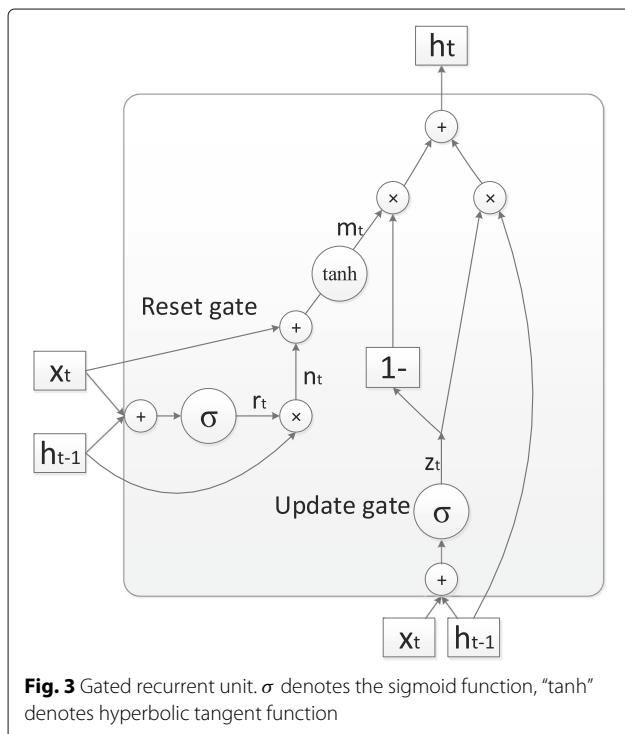 ht
+
×
×
mt
tanh
Reset gate
+
xt
1-
nt
rt
+
σ
×
ht-1
zt
Update gate
σ
+
xt
ht-1
Fig. 3 Gated recurrent unit. σ denotes the sigmoid function, “tanh”
denotes hyperbolic tangent function